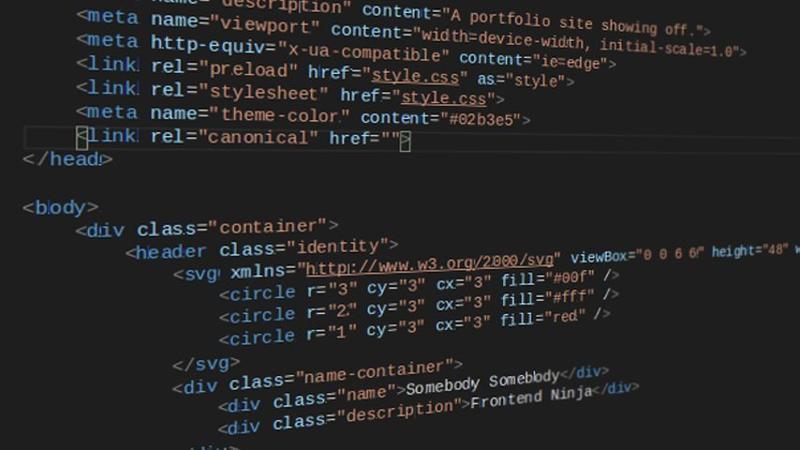 description" content="A portfolio site showing off.">
<meta name="viewport" content="width=device-width, initial-scale=1.0">
<meta http-equiv="x-ua-compatible" content="ie=edge">
<link rel="preload" href="style.css" as="style">
<link rel="stylesheet" href="style.css">
<meta name="theme-color" content="#02b3e5">
<link rel="canonical" href="">
</head>
<body>
<div class="container">
<header class="identity">
<svg xmlns="http://www.w3.org/2000/svg" viewBox="0 0 6 6" height="48" w
<circle r="3" cy="3" cx="3" fill="#00f" />
<circle r="2" cy="3" cx="3" fill="#fff" />
<circle r="1" cy="3" cx="3" fill="red" />
</svg>
<div class="name-container">
<div class="name">Somebody Somebody</div>
<div class="description">Frontend Ninja</div>